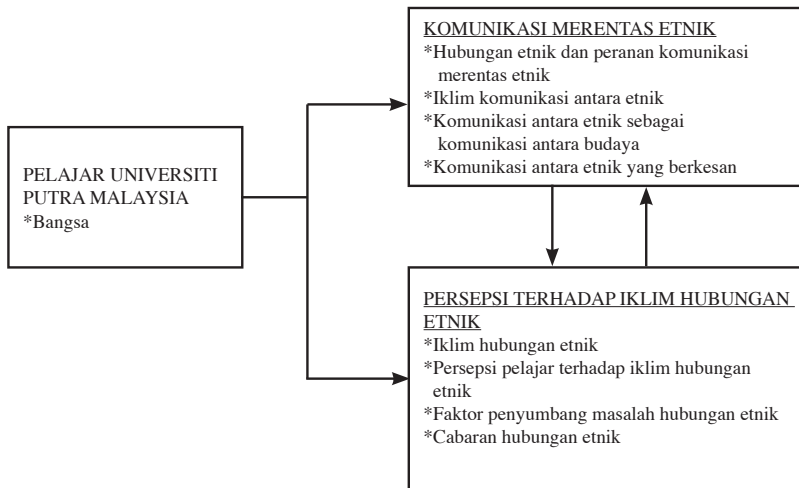 PELAJAR UNIVERSITI
PUTRA MALAYSIA
*Bangsa
KOMUNIKASI MERENTAS ETNIK
*Hubungan etnik dan peranan komunikasi
merentas etnik
*Iklim komunikasi antara etnik
*Komunikasi antara etnik sebagai
komunikasi antara budaya
*Komunikasi antara etnik yang berkesan
PERSEPSI TERHADAP IKLIM HUBUNGAN
ETNIK
*Iklim hubungan etnik
*Persepsi pelajar terhadap iklim hubungan
etnik
*Faktor penyumbang masalah hubungan etnik
*Cabaran hubungan etnik